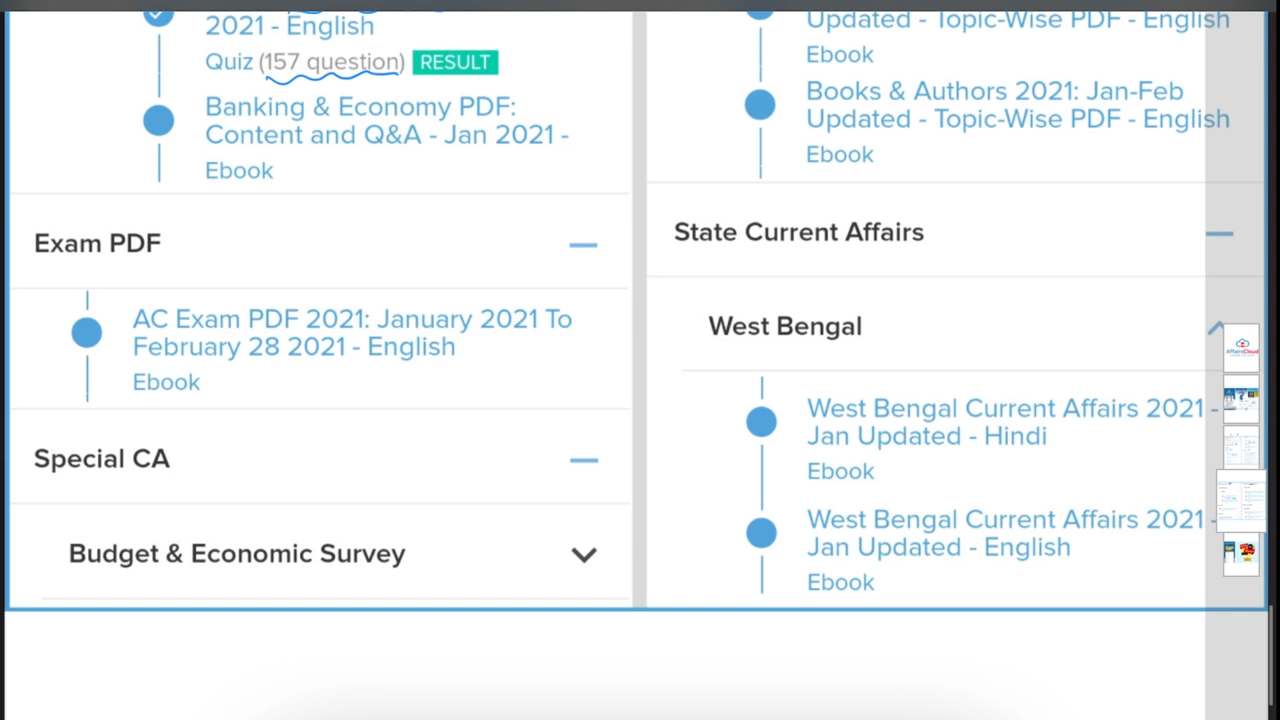 2021 - English
Quiz (157 question) RESULT
Banking & Economy PDF:
Content and Q&A - Jan 2021 -
Ebook
Exam PDF
AC Exam PDF 2021: January 2021 To
February 28 2021 - English
Ebook
Special CA
Budget & Economic Survey
Updated - Topic-Wise PDF - English
Ebook
Books & Authors 2021: Jan-Feb
Updated - Topic-Wise PDF - English
Ebook
State Current Affairs
West Bengal
West Bengal Current Affairs 2021 -
Jan Updated - Hindi
Ebook
West Bengal Current Affairs 2021 -
Jan Updated - English
Ebook
AffairsCloud